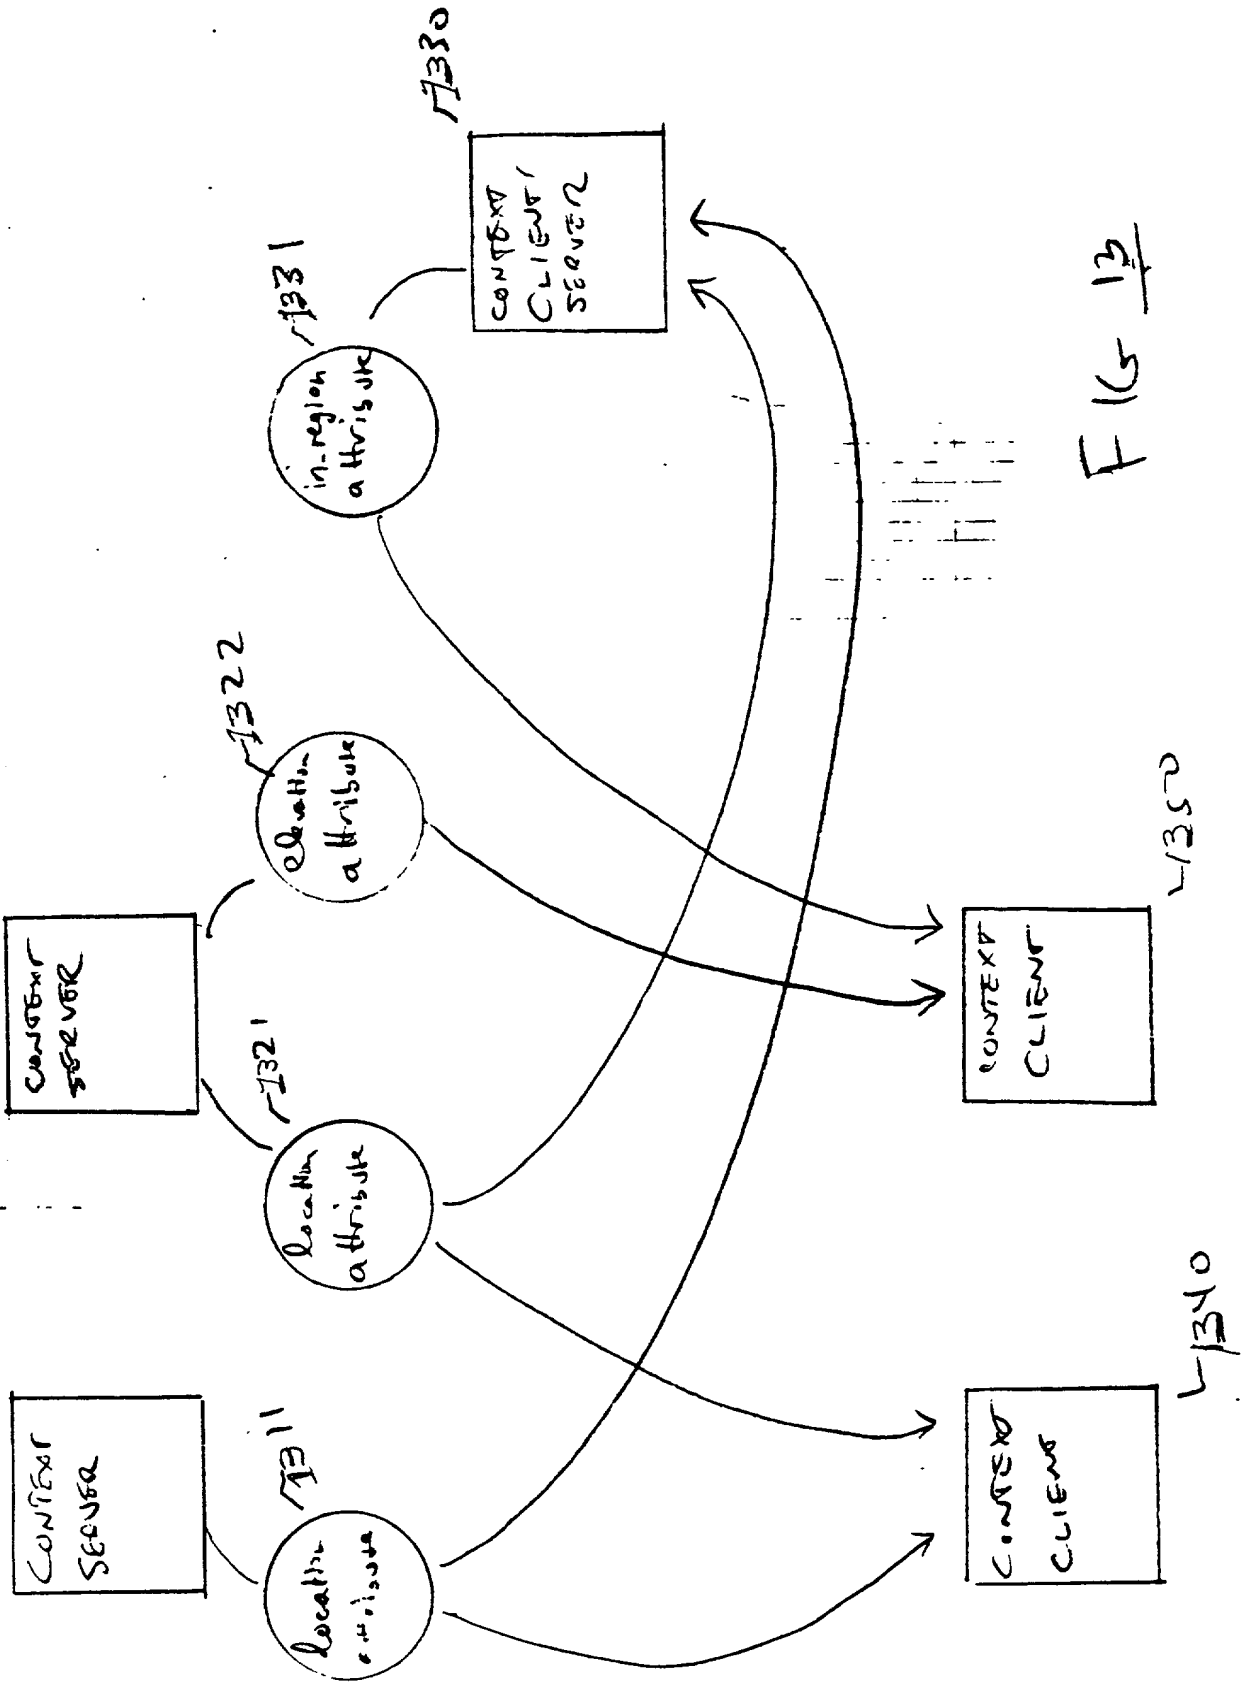 CONTEXT
SERVER
CONTEXT
SERVER
1311
location
attribute
1321
location
attribute
1322
elevation
attribute
1331
in-region
attribute
1330
CONTEXT
CLIENT/
SERVER
CONTEXT
CLIENT
1340
CONTEXT
CLIENT
1350
FIG 13